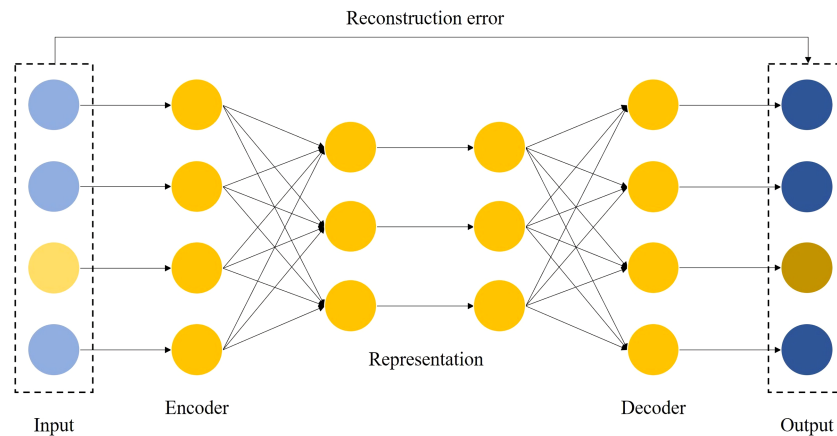 Reconstruction error
Representation
Encoder
Decoder
Input
Output